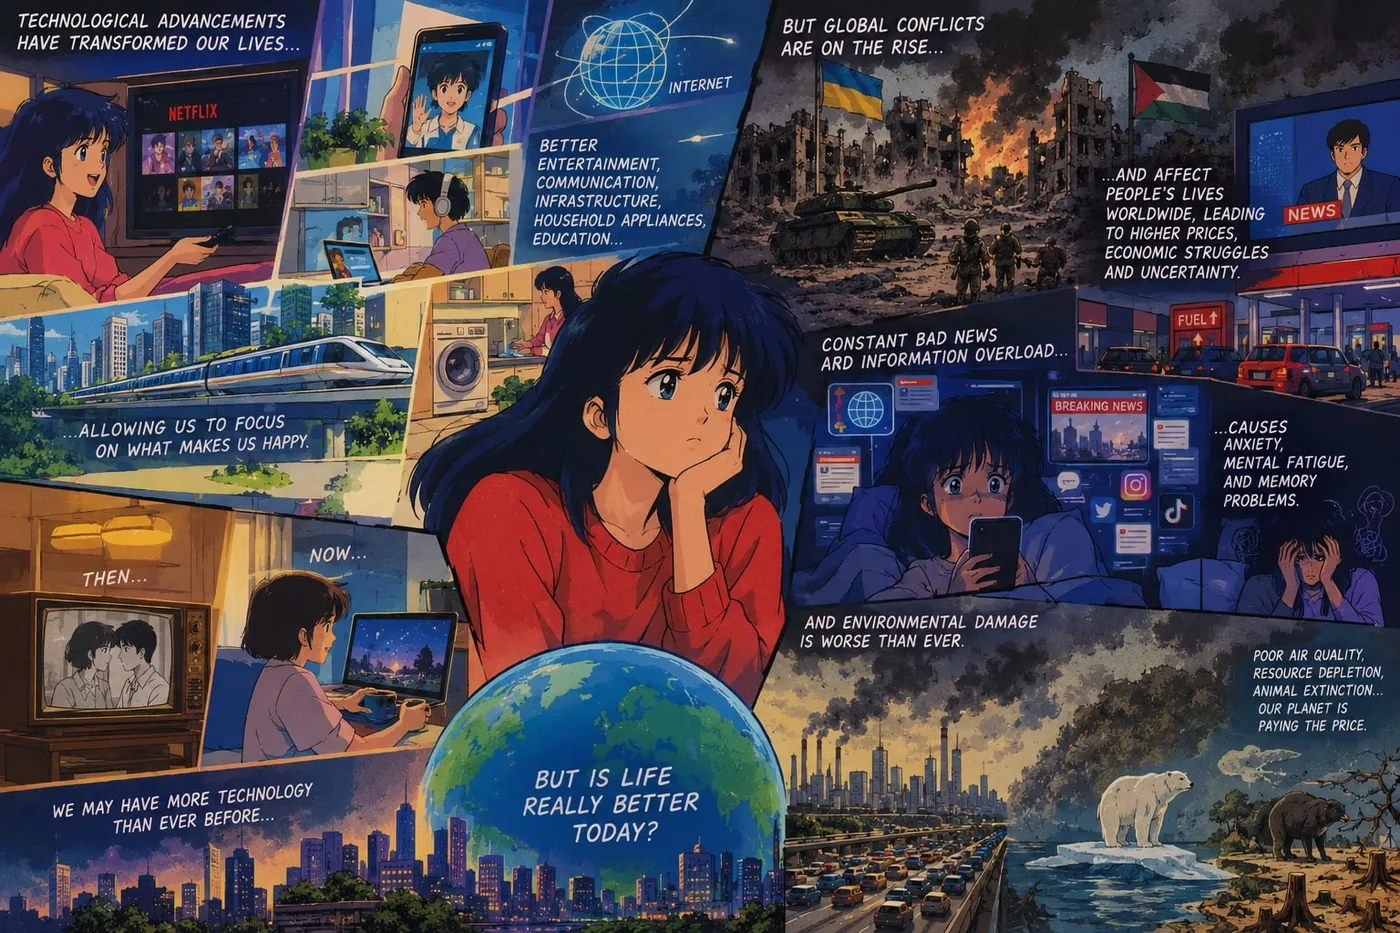 TECHNOLOGICAL ADVANCEMENTS
HAVE TRANSFORMED OUR LIVES...
NETFLIX
INTERNET
BETTER
ENTERTAINMENT,
COMMUNICATION,
INFRASTRUCTURE,
HOUSEHOLD APPLIANCES,
EDUCATION...
...ALLOWING US TO FOCUS
ON WHAT MAKES US HAPPY.
THEN...
NOW...
WE MAY HAVE MORE TECHNOLOGY
THAN EVER BEFORE...
BUT IS LIFE
REALLY BETTER
TODAY?
BUT GLOBAL CONFLICTS
ARE ON THE RISE...
...AND AFFECT
PEOPLE'S LIVES
WORLDWIDE, LEADING
TO HIGHER PRICES,
ECONOMIC STRUGGLES
AND UNCERTAINTY.
NEWS
FUEL↑
CONSTANT BAD NEWS
ARD INFORMATION OVERLOAD...
BREAKING NEWS
...CAUSES
ANXIETY,
MENTAL FATIGUE,
AND MEMORY
PROBLEMS.
AND ENVIRONMENTAL DAMAGE
IS WORSE THAN EVER.
POOR AIR QUALITY,
RESOURCE DEPLETION,
ANIMAL EXTINCTION...
OUR PLANET IS
PAYING THE PRICE.